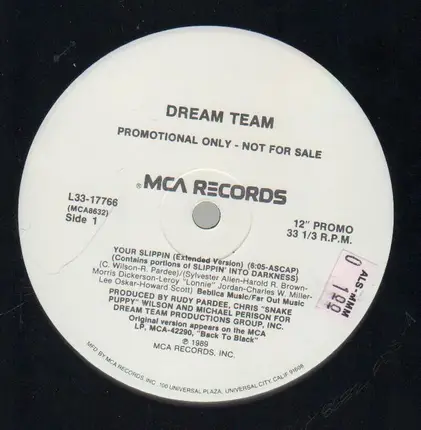 DREAM TEAM
PROMOTIONAL ONLY - NOT FOR SALE
® MCA RECORDS
L33-17766
(MCA8632)
Side 1
12" PROMO
33 1/3 R.P.M.
YOUR SLIPPIN (Extended Version) (6:05-ASCAP)
(Contains portions of SLIPPIN' INTO DARKNESS)
(C. Wilson-R. Pardee)/(Sylvester Allen-Harold R. Brown-
Morris Dickerson-Leroy "Lonnie" Jordan-Charles W. Miller-
Lee Oskar-Howard Scott) Beblica Music/Far Out Music
PRODUCED BY RUDY PARDEE, CHRIS "SNAKE
PUPPY" WILSON AND MICHAEL PERISON FOR
DREAM TEAM PRODUCTIONS GROUP, INC.
Original version appears on the MCA
LP, MCA-42290, "Back To Black"
℗ 1989
MCA RECORDS, INC.
MFD BY MCA RECORDS, INC. 100 UNIVERSAL PLAZA, UNIVERSAL CITY, CALIF. 91608
ALS-MMM